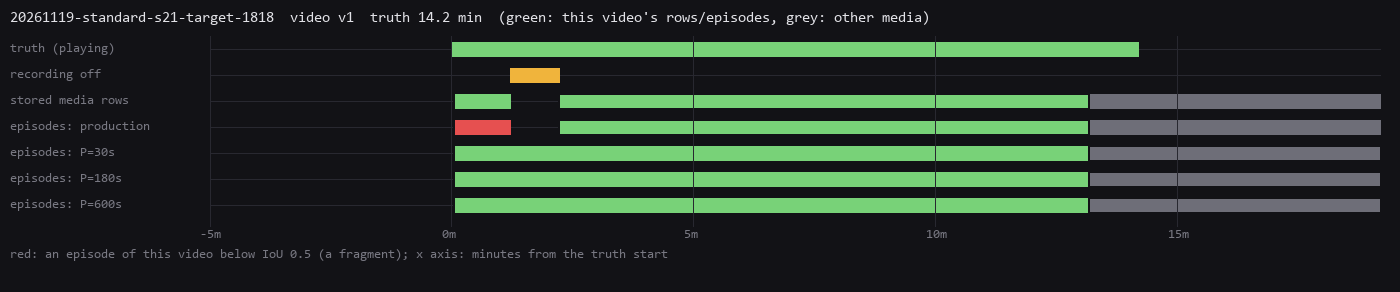 20261119-standard-s21-target-1818  video v1  truth 14.2 min  (green: this video's rows/episodes, grey: other media)
truth (playing)
recording off
stored media rows
episodes: production
episodes: P=30s
episodes: P=180s
episodes: P=600s
-5m 0m 5m 10m 15m
red: an episode of this video below IoU 0.5 (a fragment); x axis: minutes from the truth start